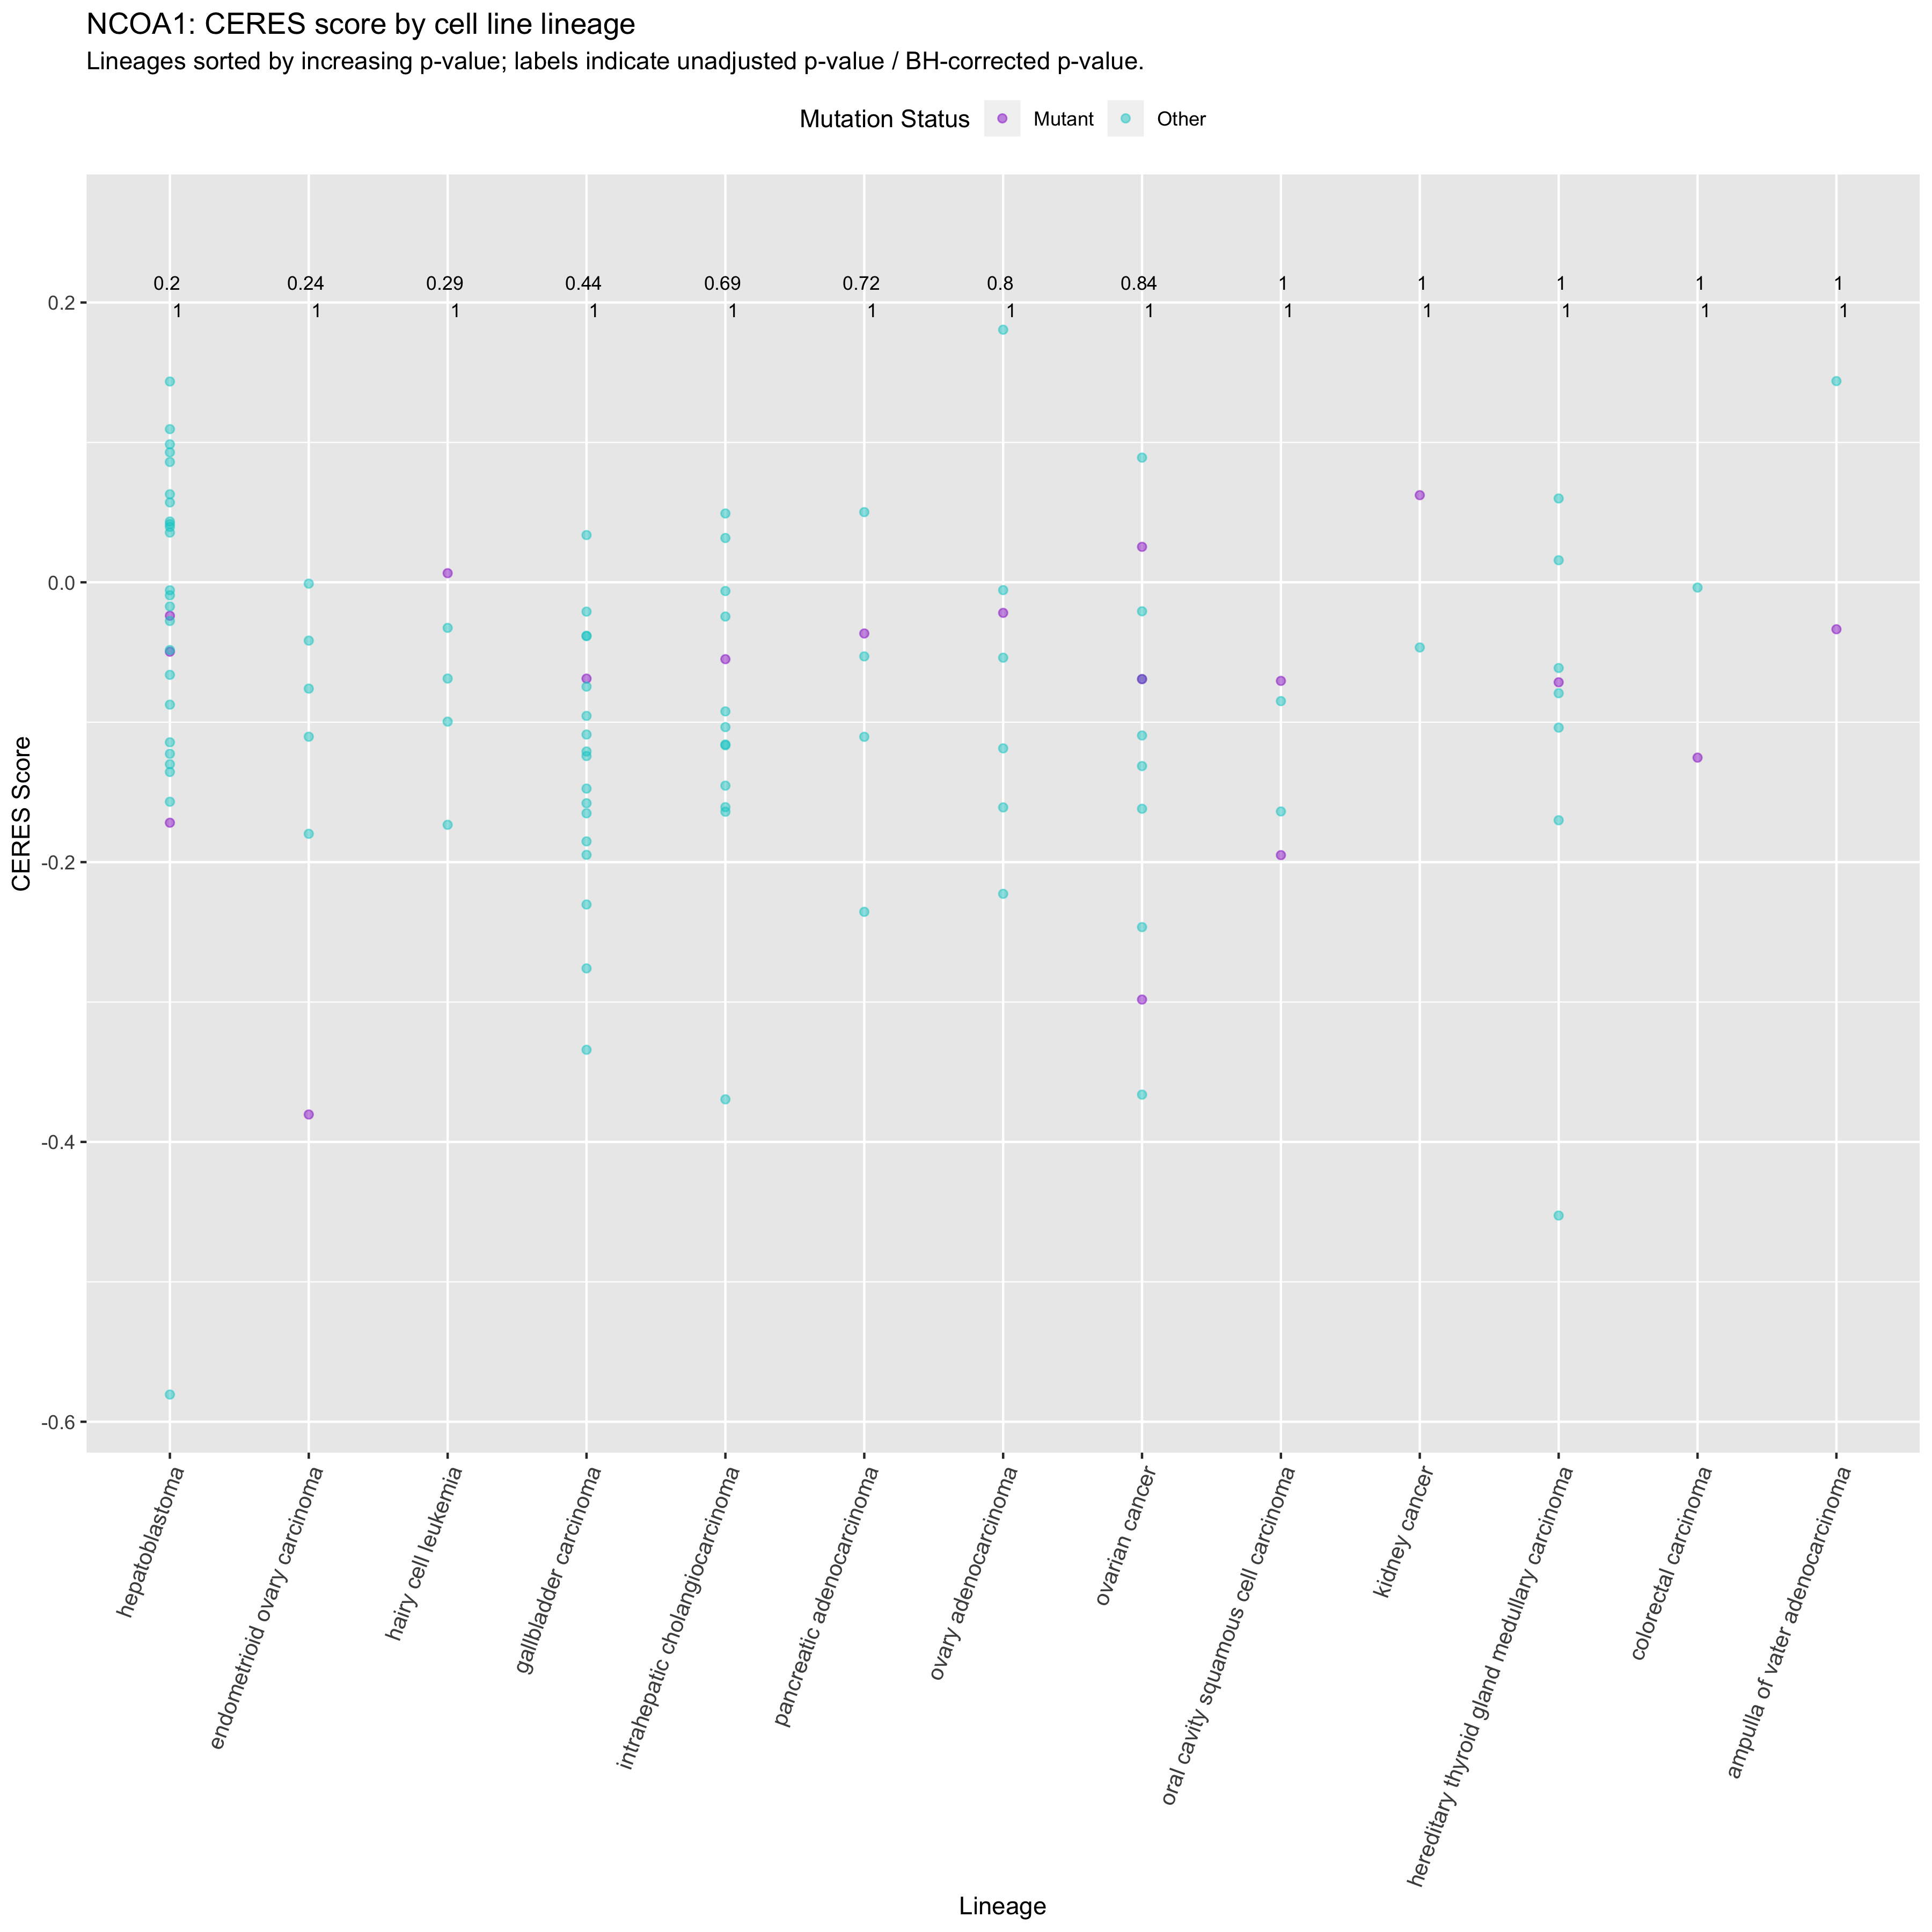 NCOA1: CERES score by cell line lineage
Lineages sorted by increasing p-value; labels indicate unadjusted p-value / BH-corrected p-value.
Mutation Status Mutant Other
0.2 0.24 0.29 0.44 0.69 0.72 0.8 0.84 1 1 1 1 1
1 1 1 1 1 1 1 1 1 1 1 1 1
0.2
0.0
-0.2
-0.4
-0.6
CERES Score
hepatoblastoma
endometrioid ovary carcinoma
hairy cell leukemia
gallbladder carcinoma
intrahepatic cholangiocarcinoma
pancreatic adenocarcinoma
ovary adenocarcinoma
ovarian cancer
oral cavity squamous cell carcinoma
kidney cancer
hereditary thyroid gland medullary carcinoma
colorectal carcinoma
ampulla of vater adenocarcinoma
Lineage